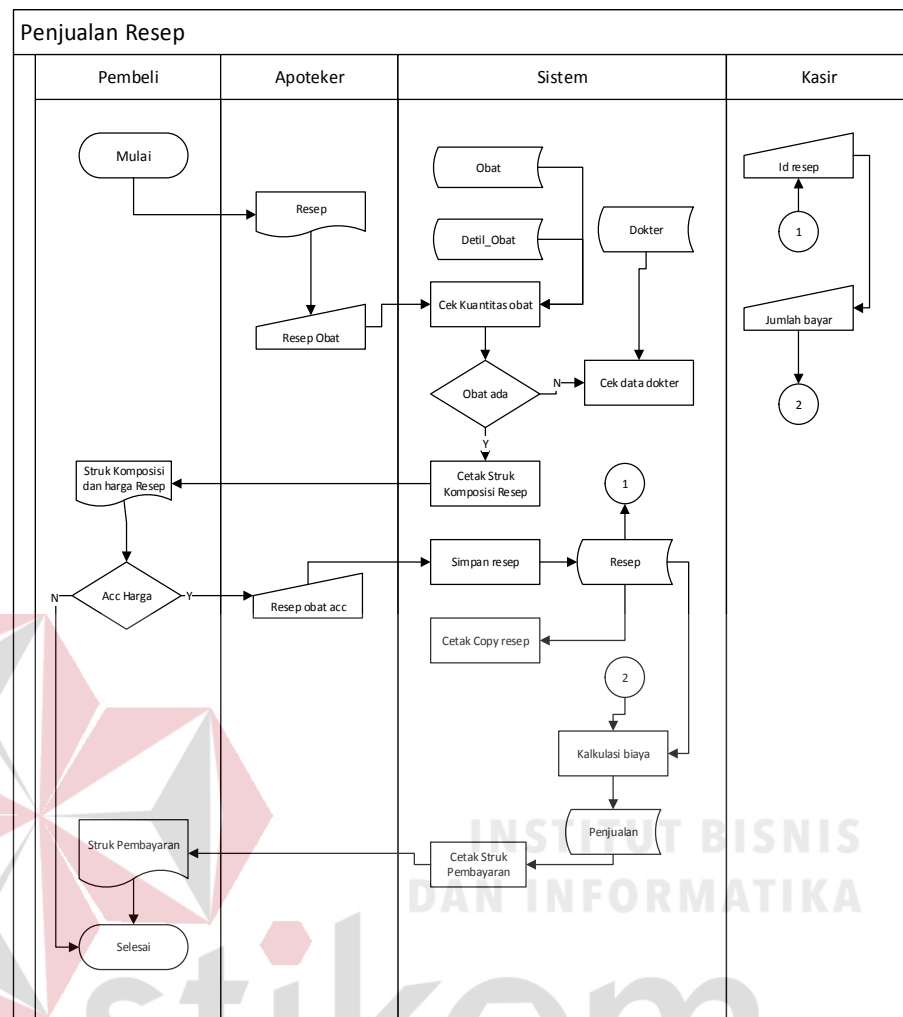 Penjualan Resep
Pembeli
Apoteker
Sistem
Kasir
Mulai
Resep
Resep Obat
Obat
Detil_Obat
Dokter
Cek Kuantitas obat
Obat ada
N
Cek data dokter
Y
Cetak Struk
Komposisi Resep
Id resep
1
Jumlah bayar
2
Struk Komposisi
dan harga Resep
Acc Harga
N
Y
Resep obat acc
Simpan resep
Resep
1
Cetak Copy resep
2
Kalkulasi biaya
Penjualan
Cetak Struk
Pembayaran
Struk Pembayaran
Selesai
INSTITUT BISNIS
DAN INFORMATIKA
stikom